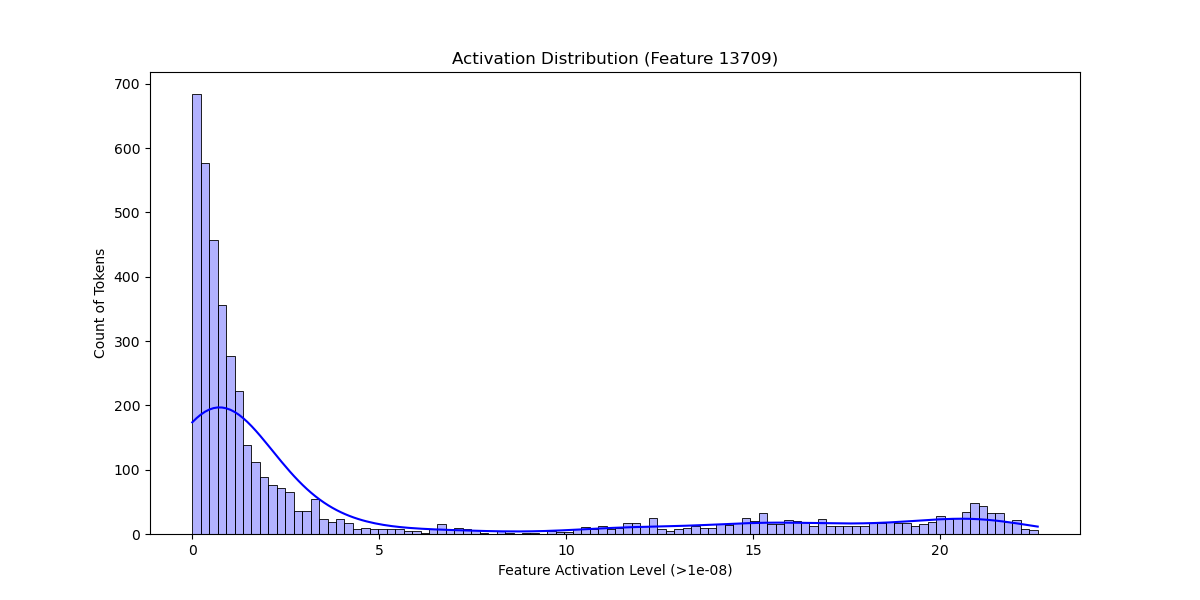 Activation Distribution (Feature 13709)
Count of Tokens
700
600
500
400
300
200
100
0
0 5 10 15 20
Feature Activation Level (>1e-08)